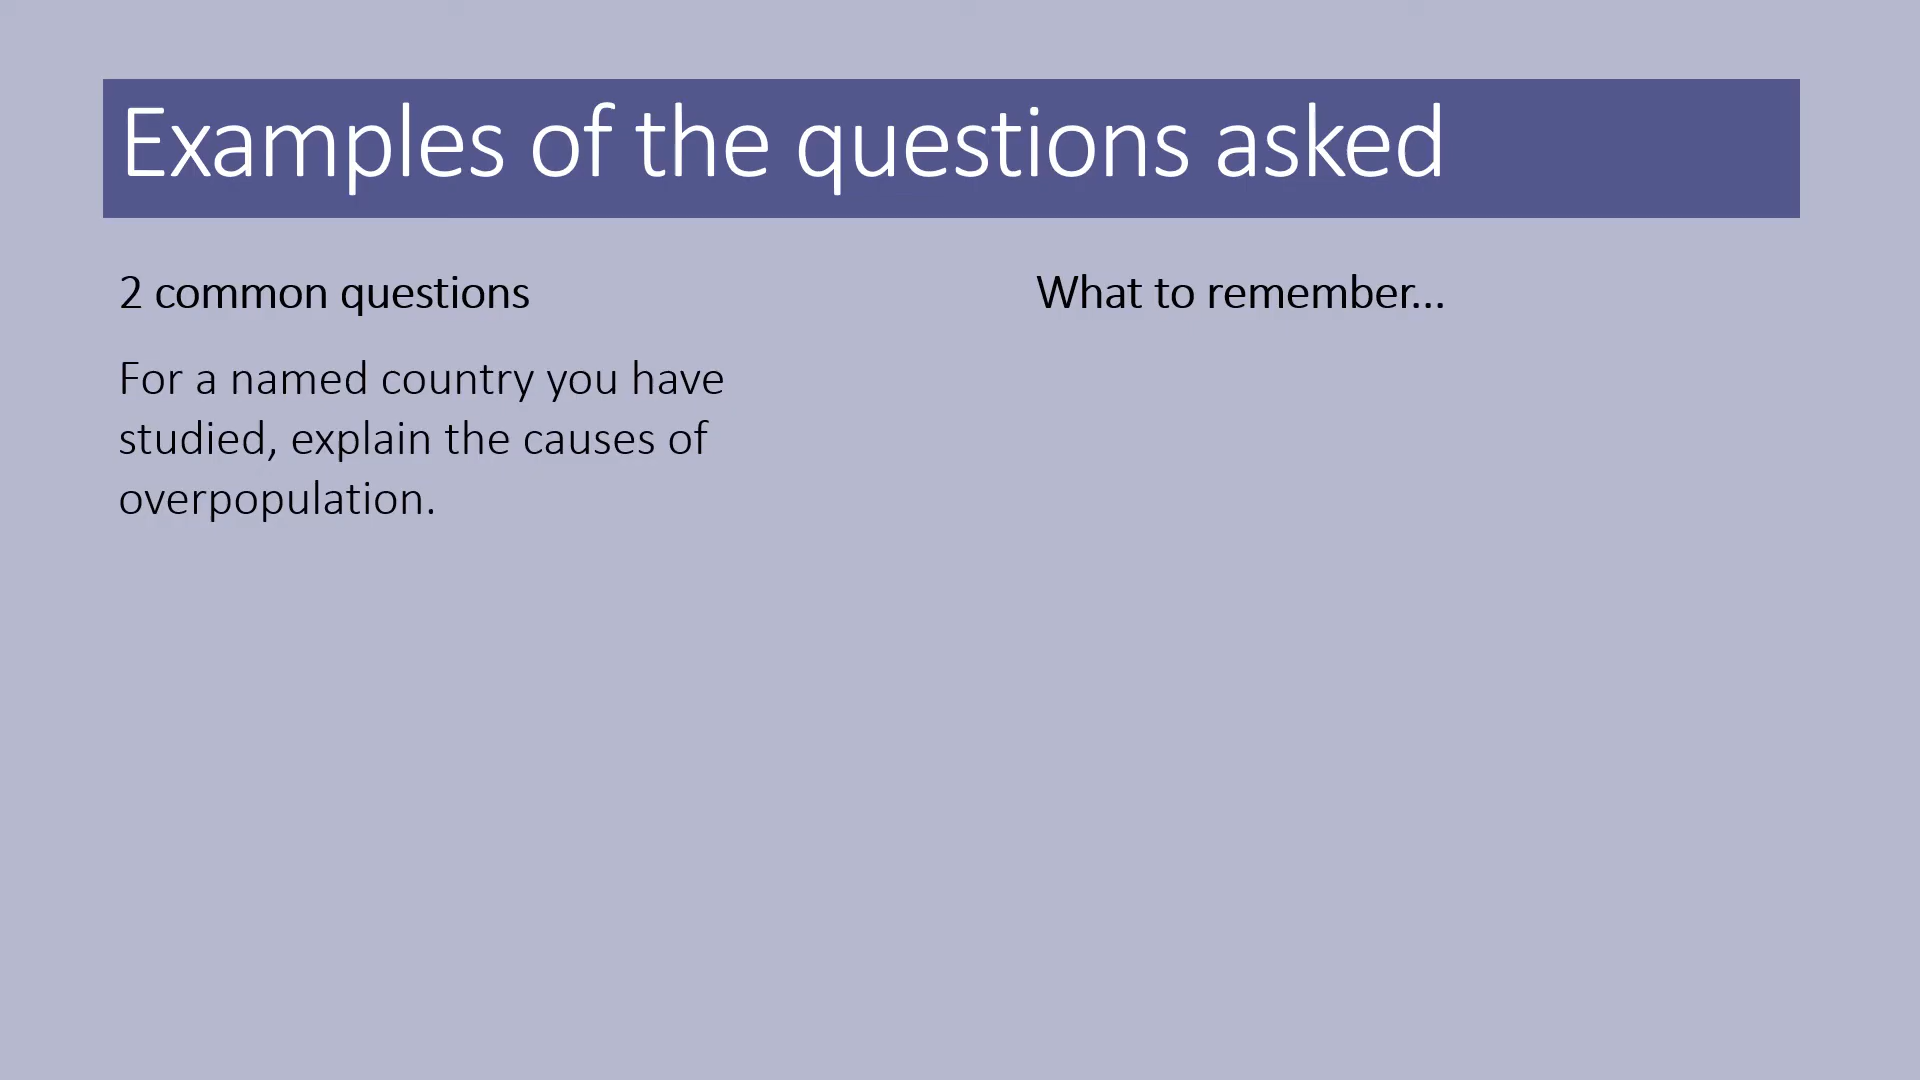 Examples of the questions asked
2 common questions
For a named country you have
studied, explain the causes of
overpopulation.
What to remember...